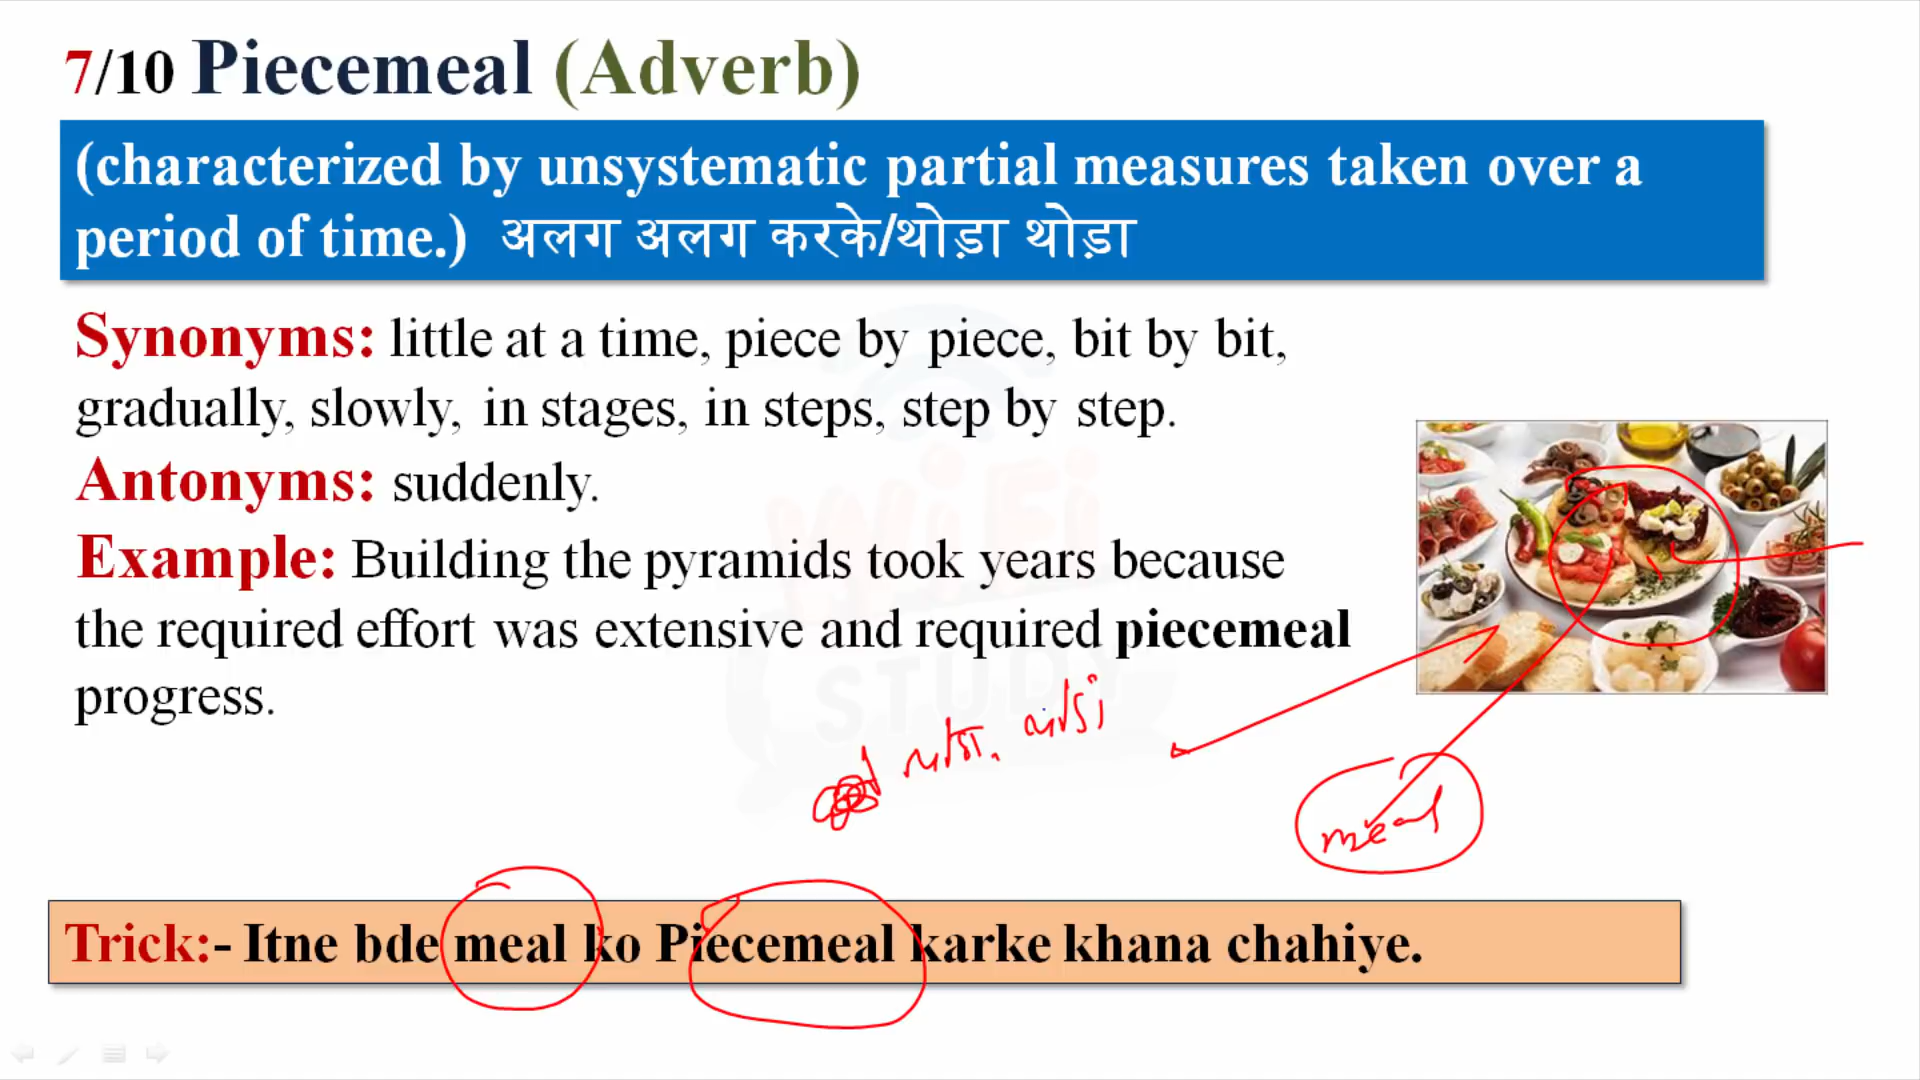 7/10 Piecemeal (Adverb)
(characterized by unsystematic partial measures taken over a
period of time.) अलग अलग करके/थोड़ा थोड़ा
Synonyms: little at a time, piece by piece, bit by bit,
gradually, slowly, in stages, in steps, step by step.
Antonyms: suddenly.
Example: Building the pyramids took years because
the required effort was extensive and required piecemeal
progress.
WiFi
STUDY
meal
Trick:- Itne bde meal ko Piecemeal karke khana chahiye.